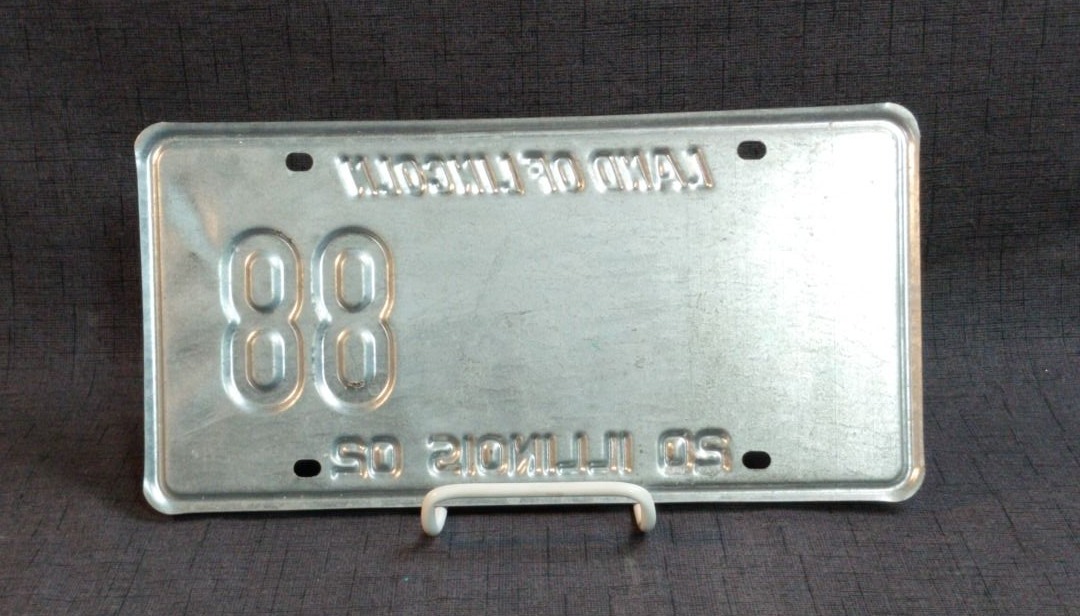 LAND OF LINCOLN
88
20 ILLINOIS 02